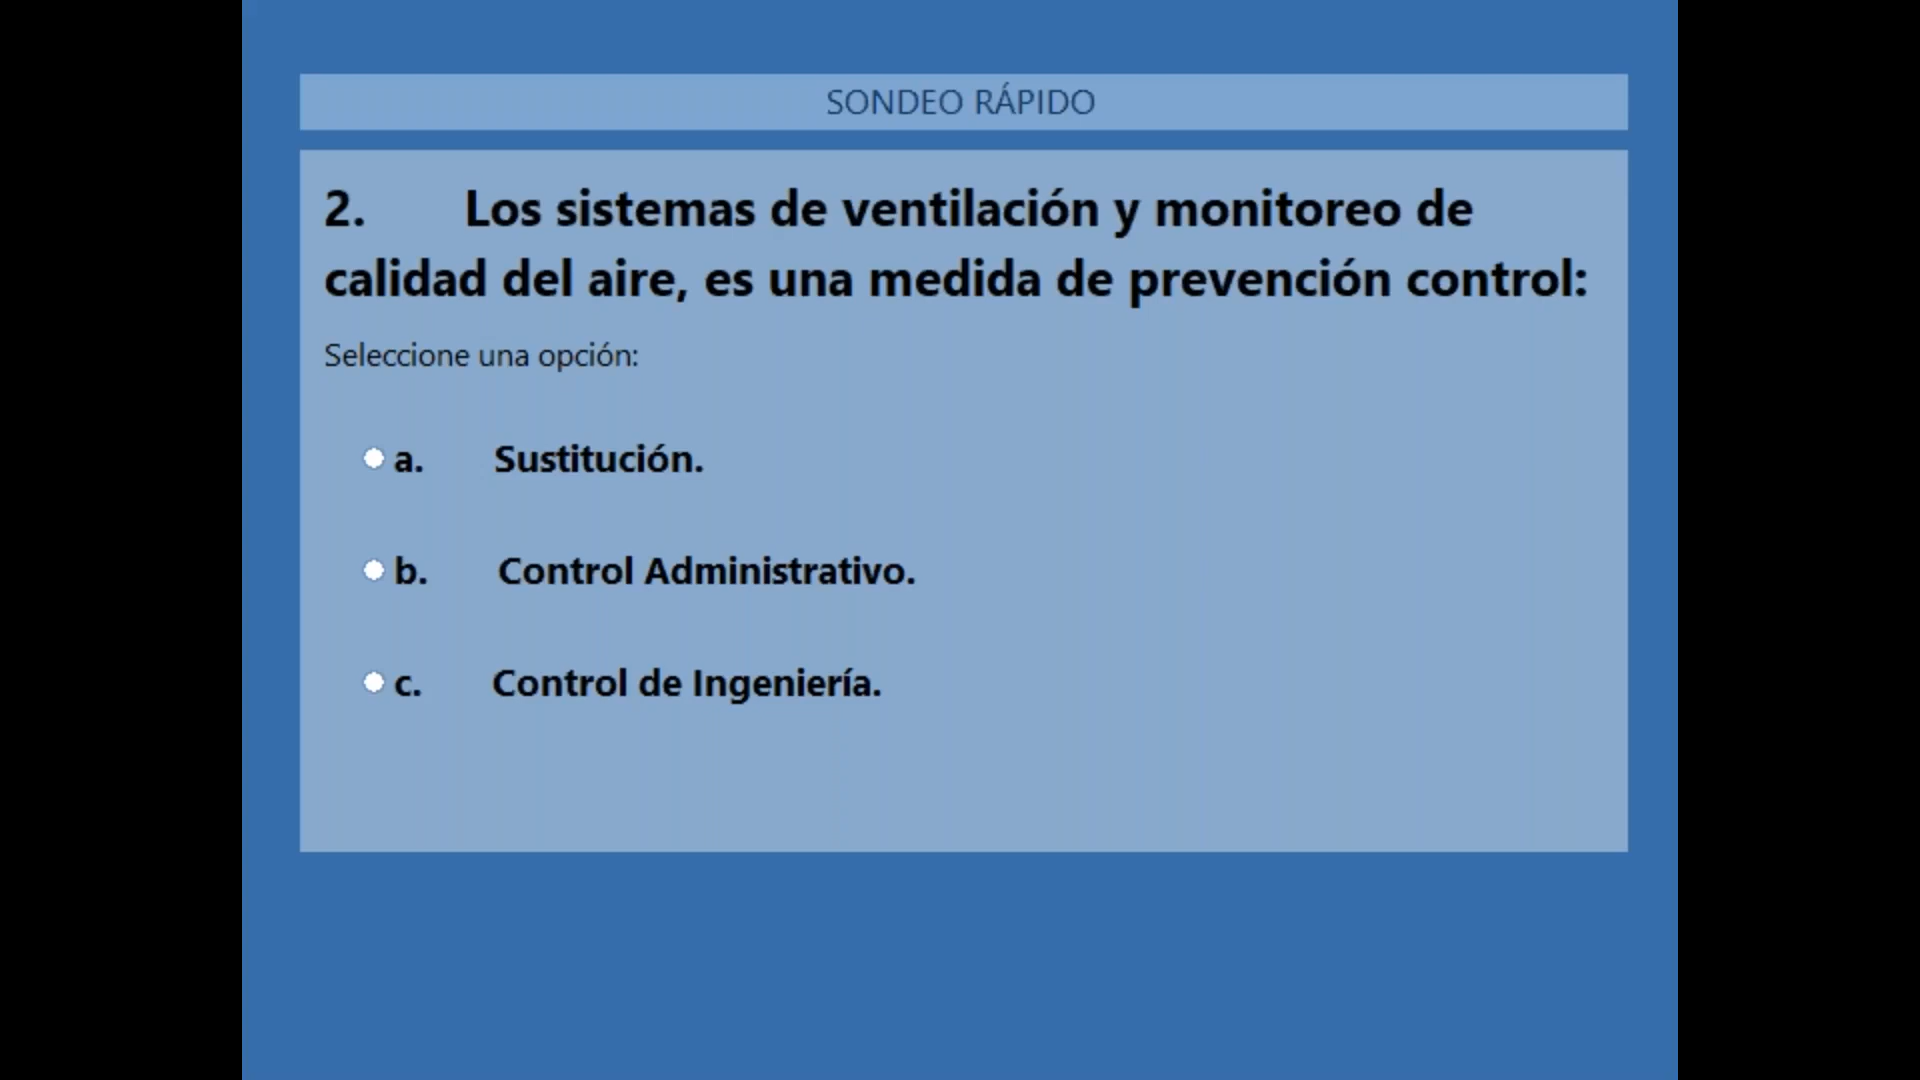 SONDEO RÁPIDO
2. Los sistemas de ventilación y monitoreo de
calidad del aire, es una medida de prevención control:
Seleccione una opción:
a. Sustitución.
b. Control Administrativo.
c. Control de Ingeniería.